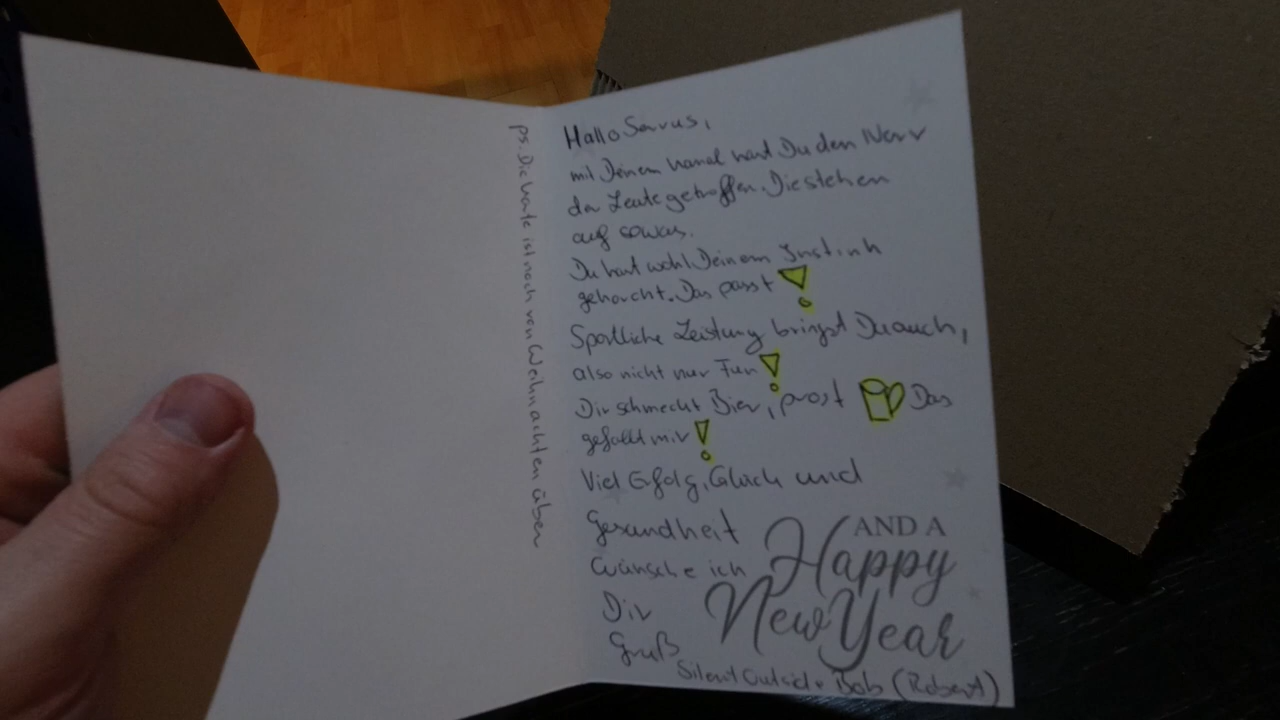 Hallo Servus,
mit Deinem Kanal hast Du den Nerv
der Leute getroffen. Die stehen
auf sowas.
Du hast wohl Deinem Instink
gehorcht. Das passt!
Sportliche Leistung bringst Du auch,
also nicht nur Fun!
Dir schmeckt Bier, prost Das
gefällt mir!
Viel Erfolg, Glück und
Gesundheit
wünsche ich
Dir
Gruß
Silent Outside Bob (Robert)
AND A
Happy
New Year
ps. Die Karte ist noch von Weihnachten über